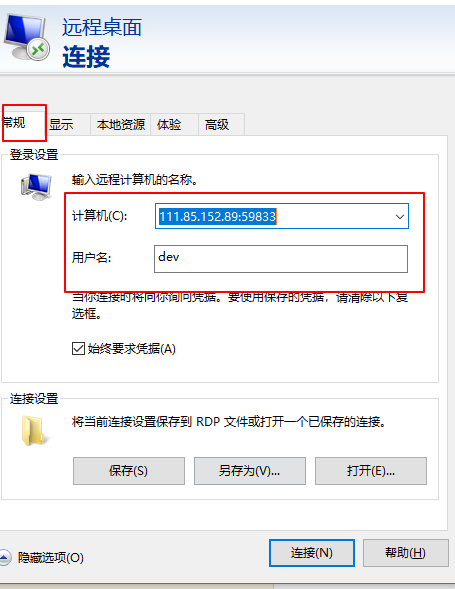 远程桌面
连接
常规 显示 本地资源 体验 高级
登录设置
输入远程计算机的名称。
计算机(C): 111.85.152.89:59833
用户名: dev
当你连接时将向你询问凭据。要使用保存的凭据，请清除以下复
选框。
始终要求凭据(A)
连接设置
将当前连接设置保存到 RDP 文件或打开一个已保存的连接。
保存(S) 另存为(V)... 打开(E)...
隐藏选项(O) 连接(N) 帮助(H)